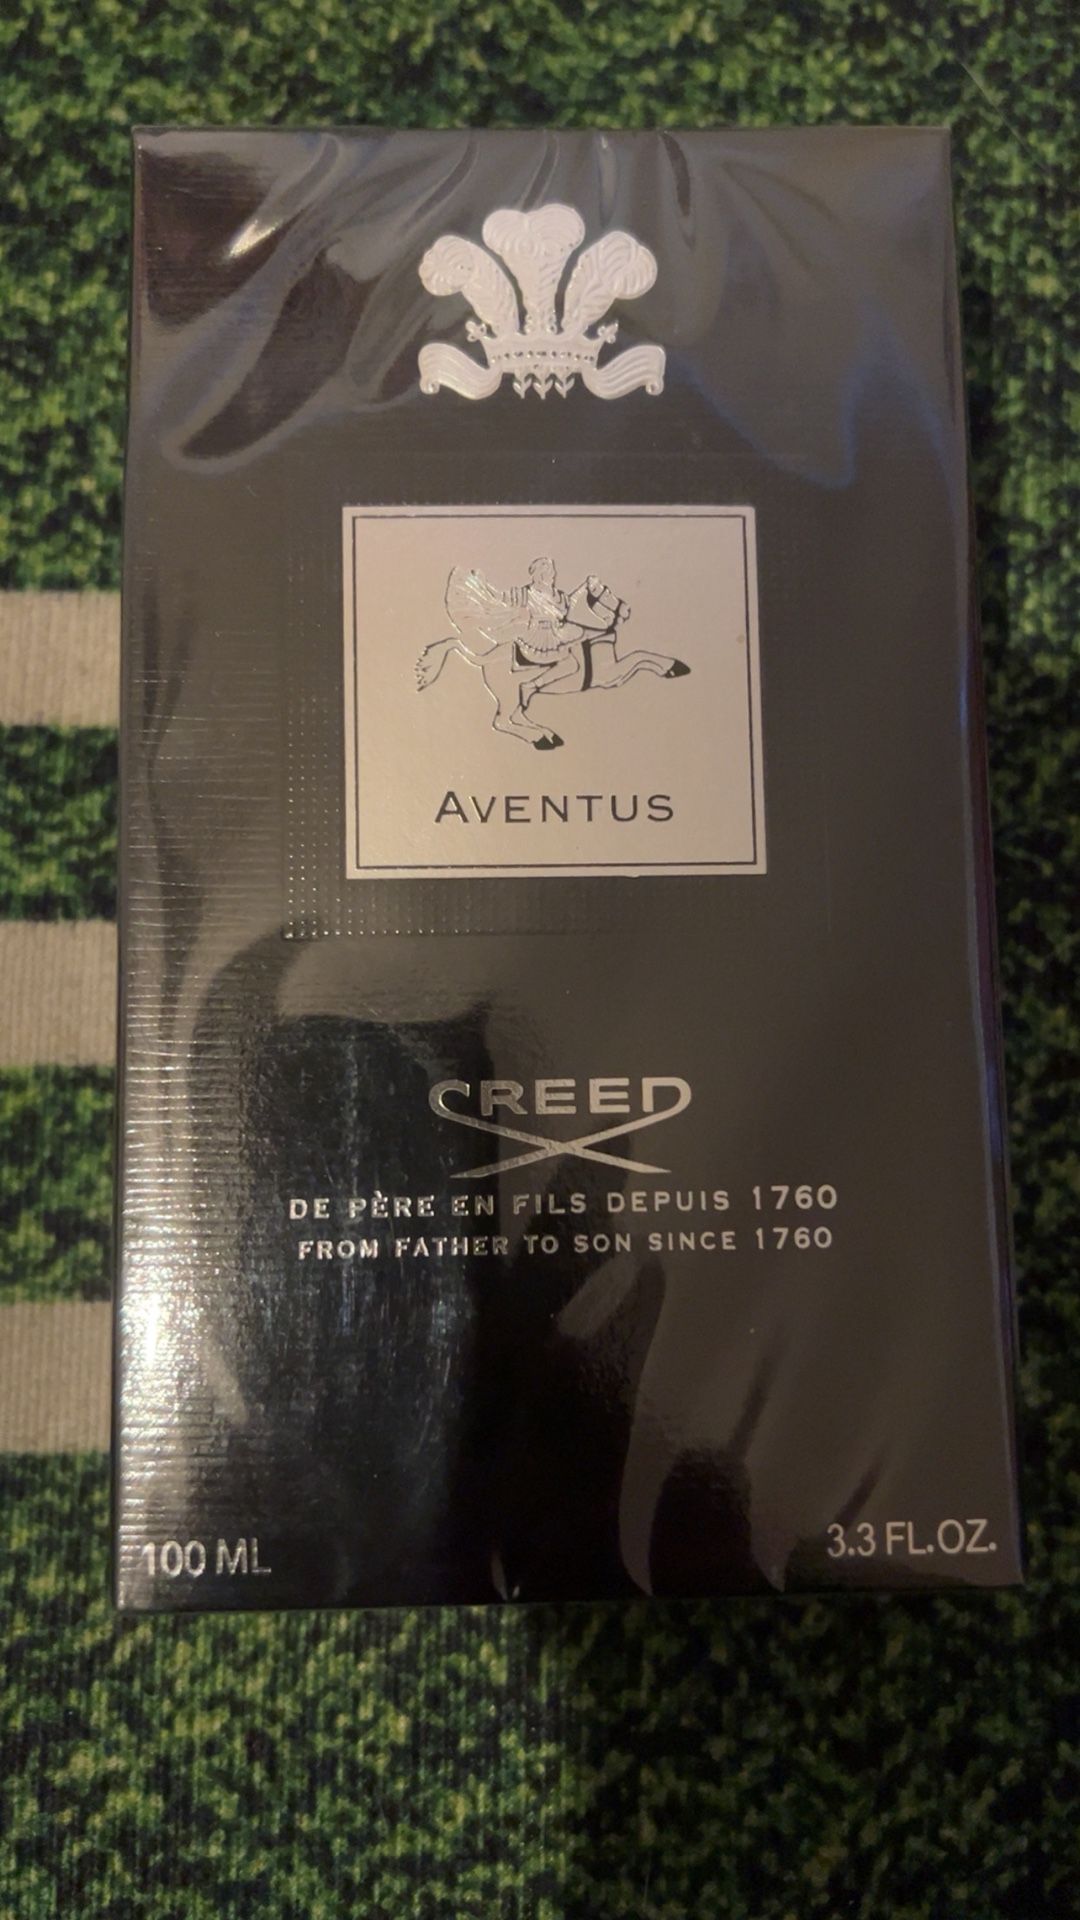 AVENTUS
CREED
DE PÈRE EN FILS DEPUIS 1760
FROM FATHER TO SON SINCE 1760
100 ML
3.3 FL.OZ.